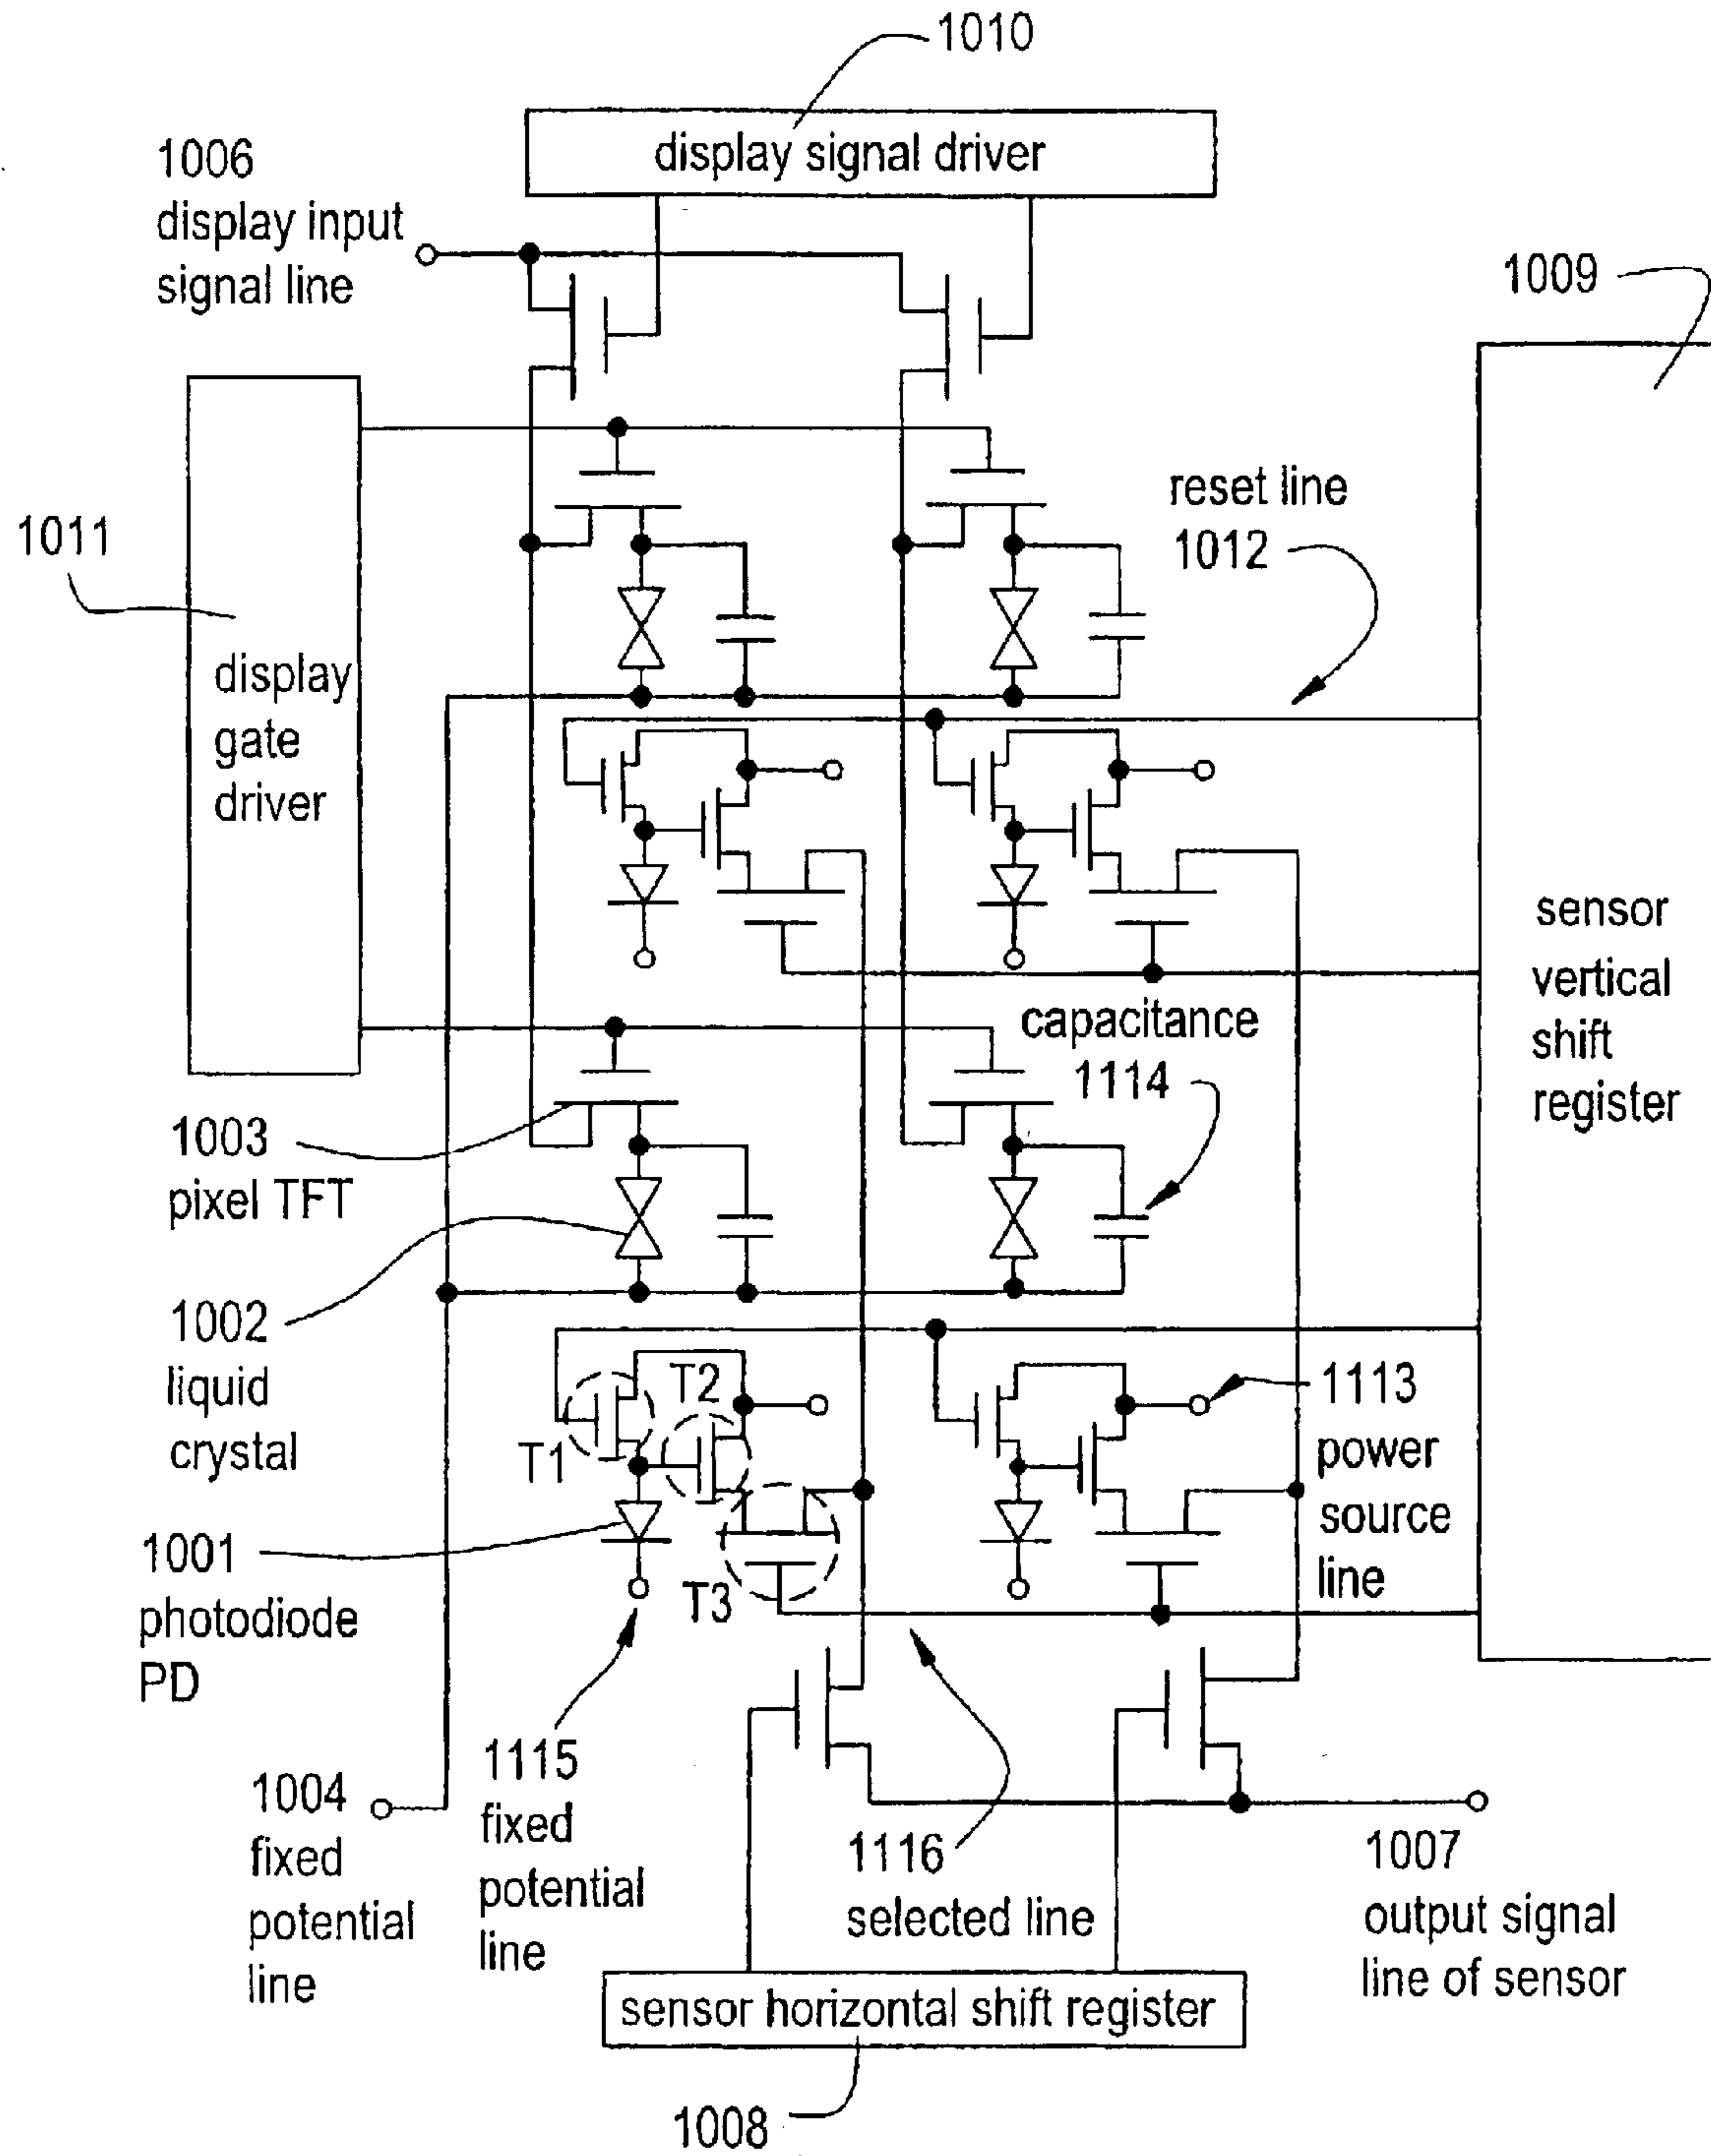 1010
display signal driver
1006
display input
signal line
1009
1011
display
gate
driver
reset line
1012
sensor
vertical
shift
register
capacitance
1114
1003
pixel TFT
1002
liquid
crystal
T1
T2
T3
1113
power
source
line
1001
photodiode
PD
1004
fixed
potential
line
1115
fixed
potential
line
1116
selected line
1007
output signal
line of sensor
sensor horizontal shift register
1008